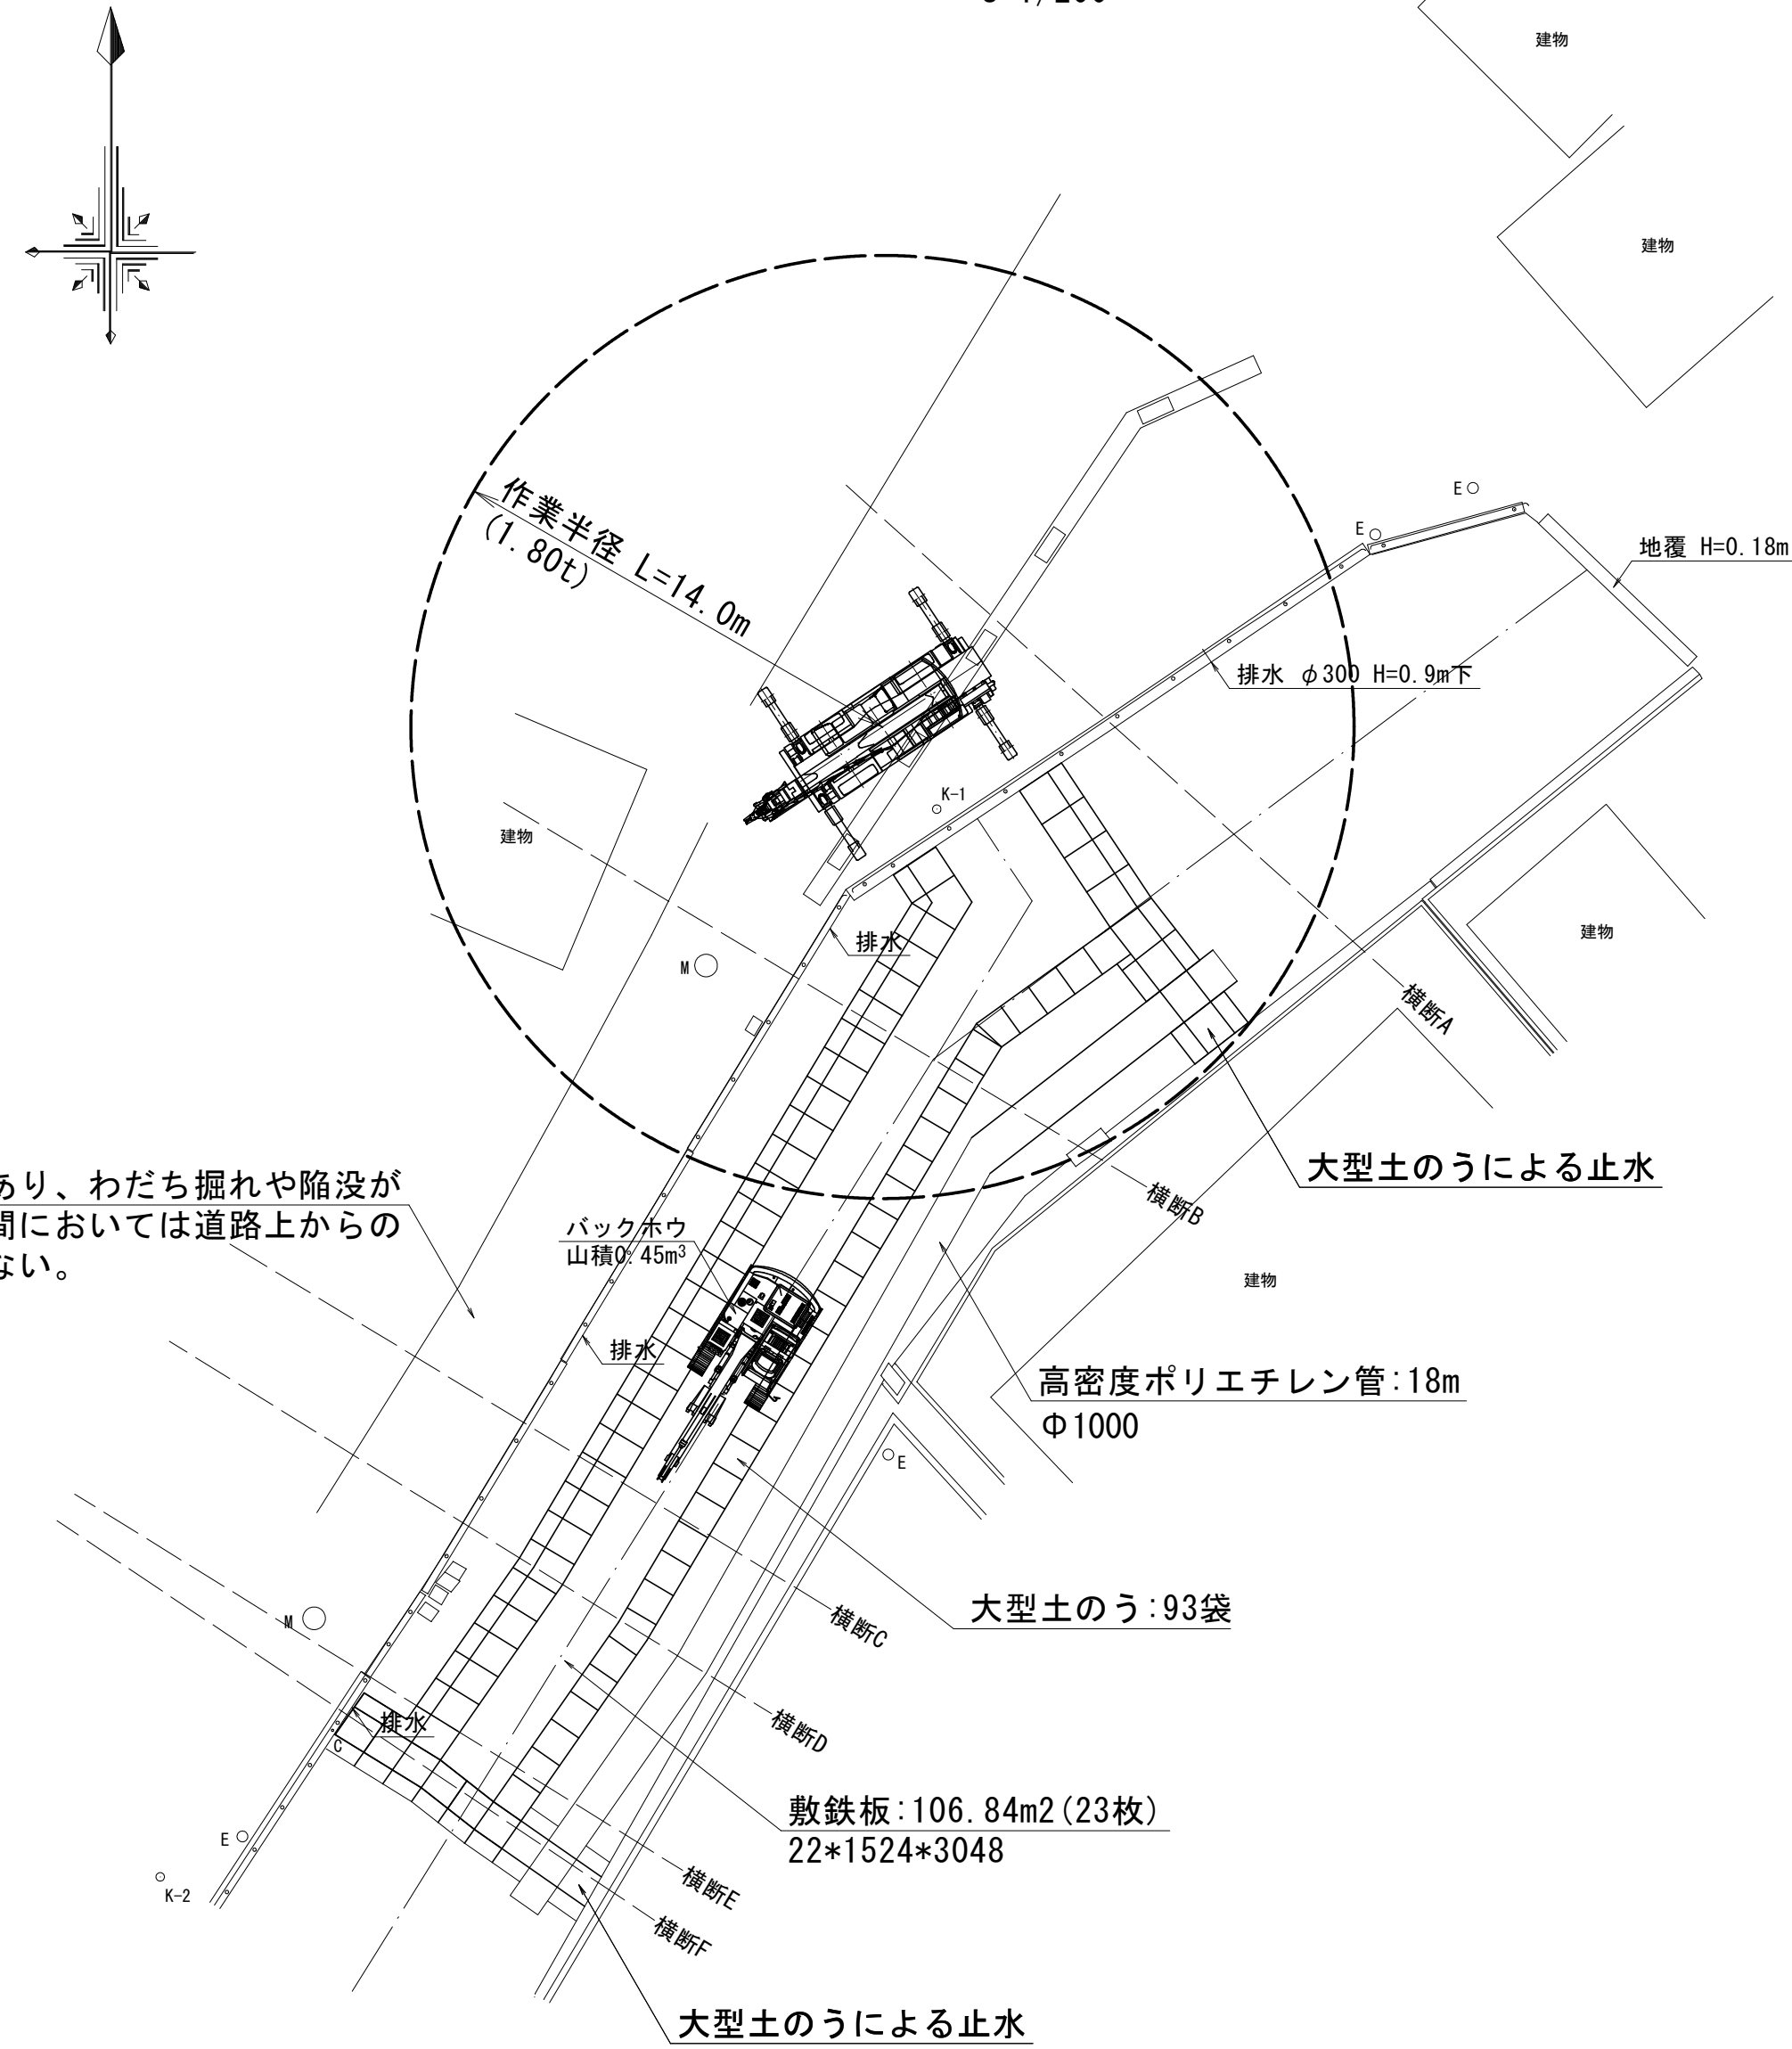 建物
建物
作業半径 L=14.0m
(1.80t)
E
E
地覆 H=0.18m
排水 φ300 H=0.9m下
K-1
建物
建物
排水
M
横断A
大型土のうによる止水
あり、わだち掘れや陥没が
間においては道路上からの
ない。
横断B
バックホウ
山積0.45m³
建物
排水
高密度ポリエチレン管:18m
Φ1000
E
大型土のう:93袋
横断C
M
横断D
排水
C
敷鉄板:106.84m2(23枚)
22*1524*3048
E
K-2
横断E
横断F
大型土のうによる止水